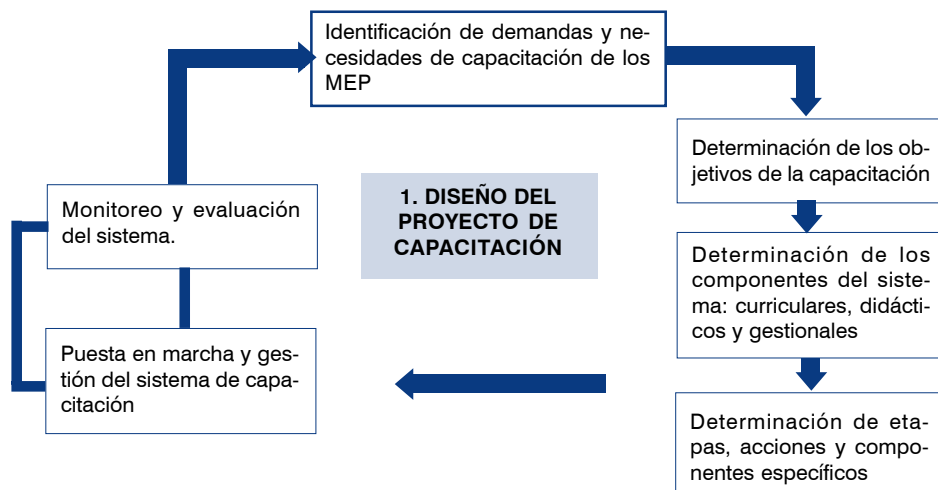 Identificación de demandas y ne-
cesidades de capacitación de los
MEP
Determinación de los ob-
jetivos de la capacitación
1. DISEÑO DEL
PROYECTO DE
CAPACITACIÓN
Monitoreo y evaluación
del sistema.
Determinación de los
componentes del siste-
ma: curriculares, didácti-
cos y gestionales
Puesta en marcha y ges-
tión del sistema de capa-
citación
Determinación de eta-
pas, acciones y compo-
nentes específicos